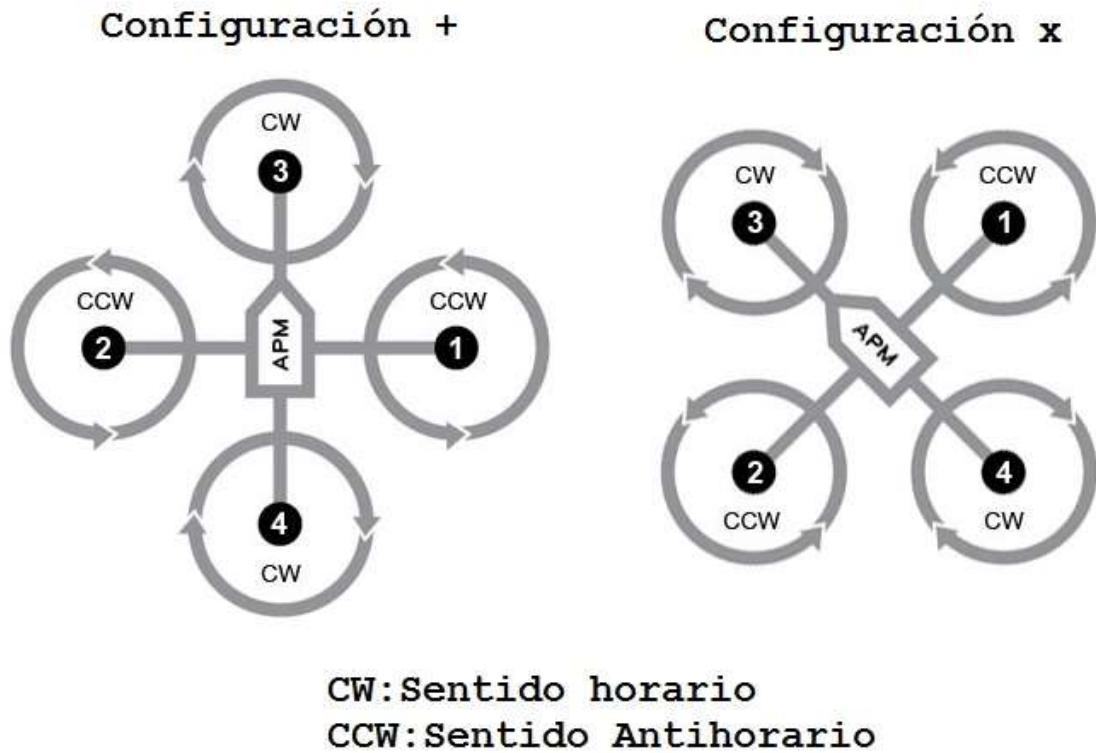 Configuración +
Configuración x
CW
3
CCW
2
APM
CCW
1
4
CW
CW
3
CCW
1
APM
2
CCW
4
CW
CW:Sentido horario
CCW:Sentido Antihorario